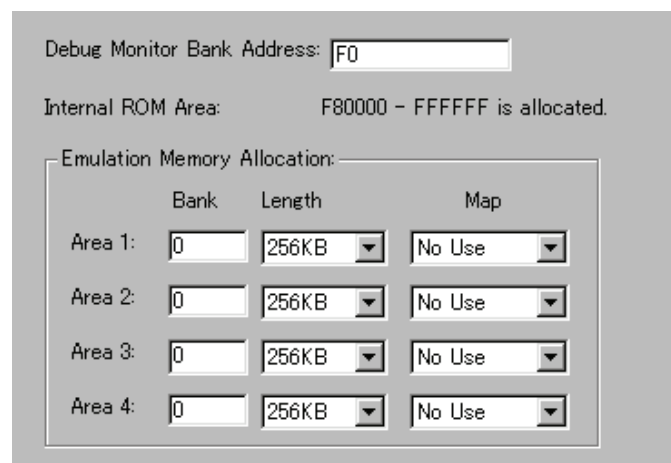 Debug Monitor Bank Address: F0
Internal ROM Area: F80000 - FFFFFF is allocated.
Emulation Memory Allocation:
Bank Length Map
Area 1: 0 256KB No Use
Area 2: 0 256KB No Use
Area 3: 0 256KB No Use
Area 4: 0 256KB No Use